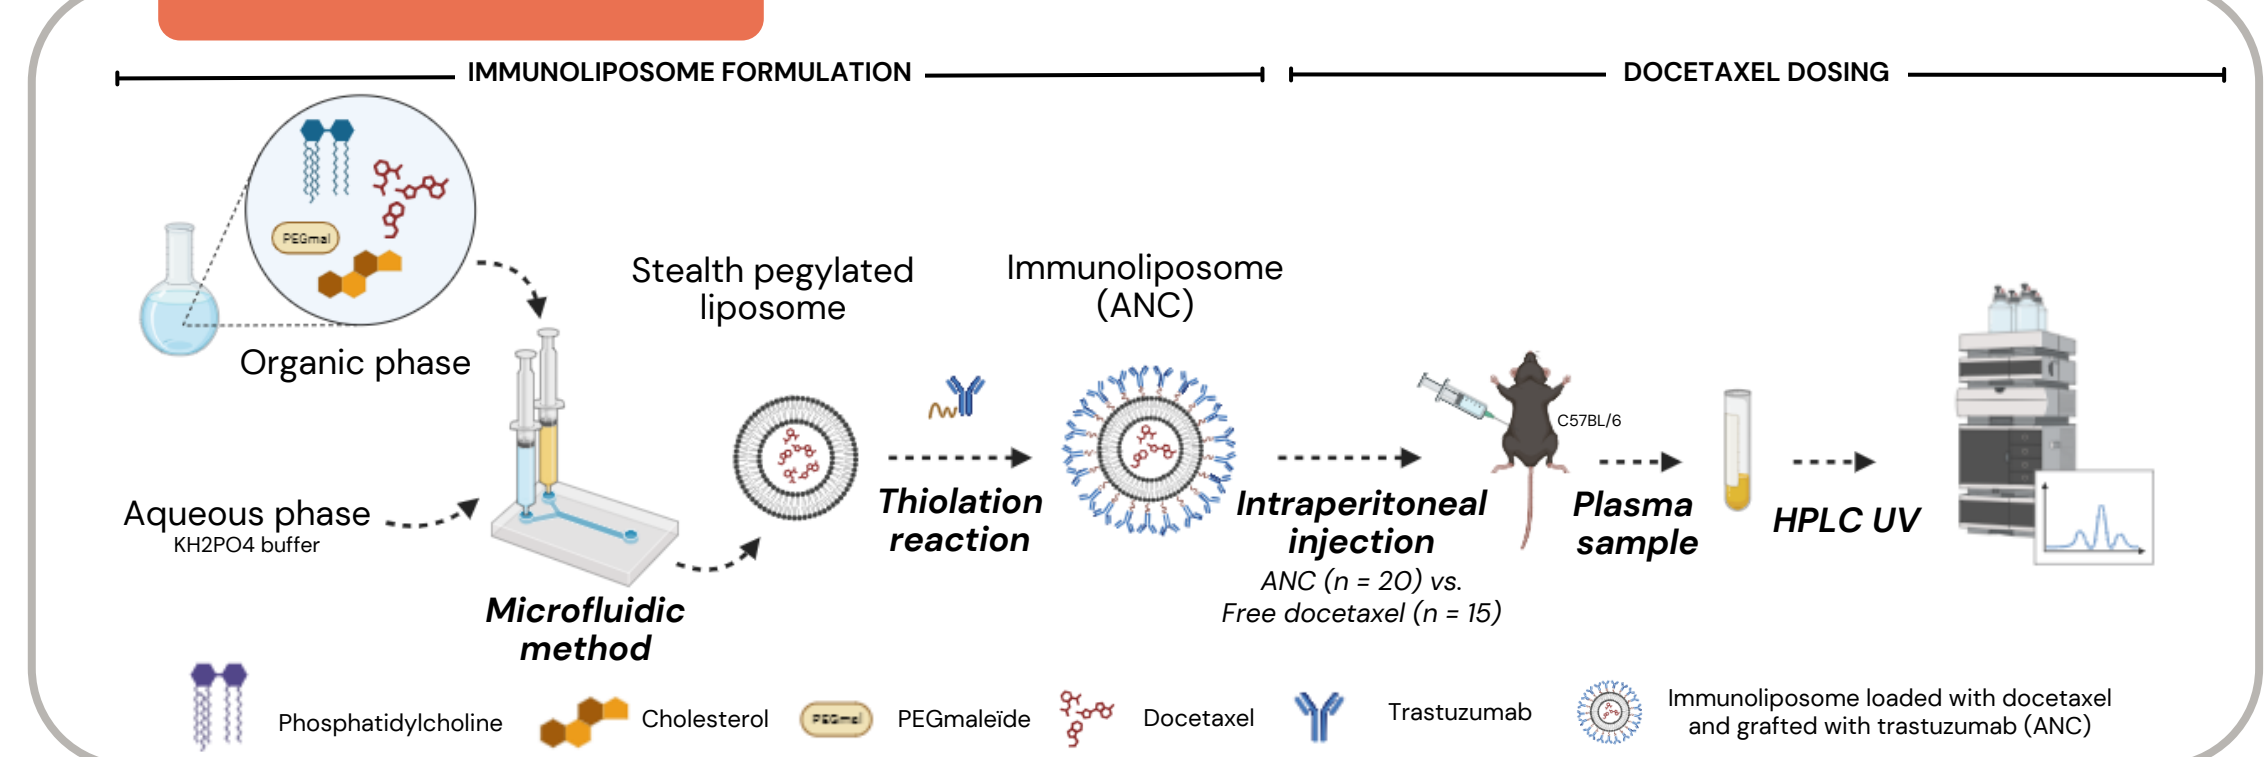 IMMUNOLIPOSOME FORMULATION
DOCETAXEL DOSING
PEGmal
Organic phase
Aqueous phase
KH2PO4 buffer
Microfluidic
method
Stealth pegylated
liposome
Thiolation
reaction
Immunoliposome
(ANC)
Intraperitoneal
injection
ANC (n = 20) vs.
Free docetaxel (n = 15)
C57BL/6
Plasma
sample
HPLC UV
Phosphatidylcholine
Cholesterol
PEGmal
PEGmaleïde
Docetaxel
Trastuzumab
Immunoliposome loaded with docetaxel
and grafted with trastuzumab (ANC)